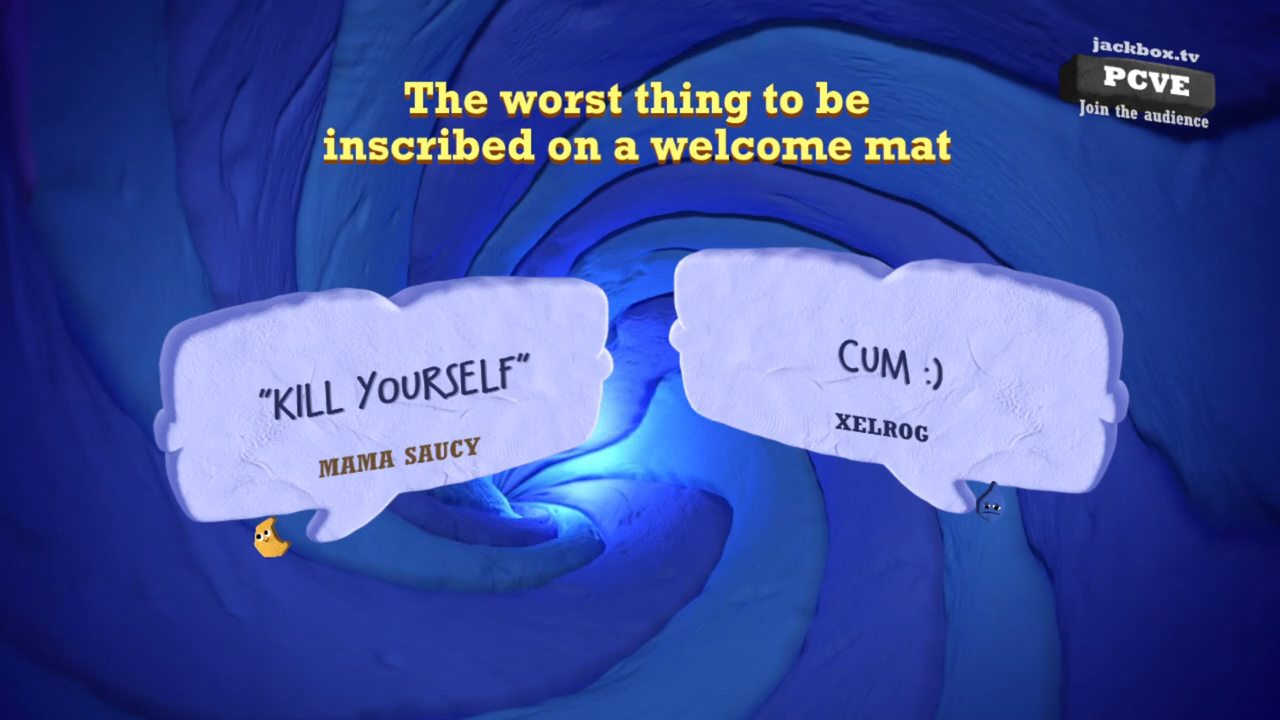 jackbox.tv
PCVE
Join the audience
The worst thing to be
inscribed on a welcome mat
"KILL YOURSELF"
MAMA SAUCY
CUM :)
XELROG